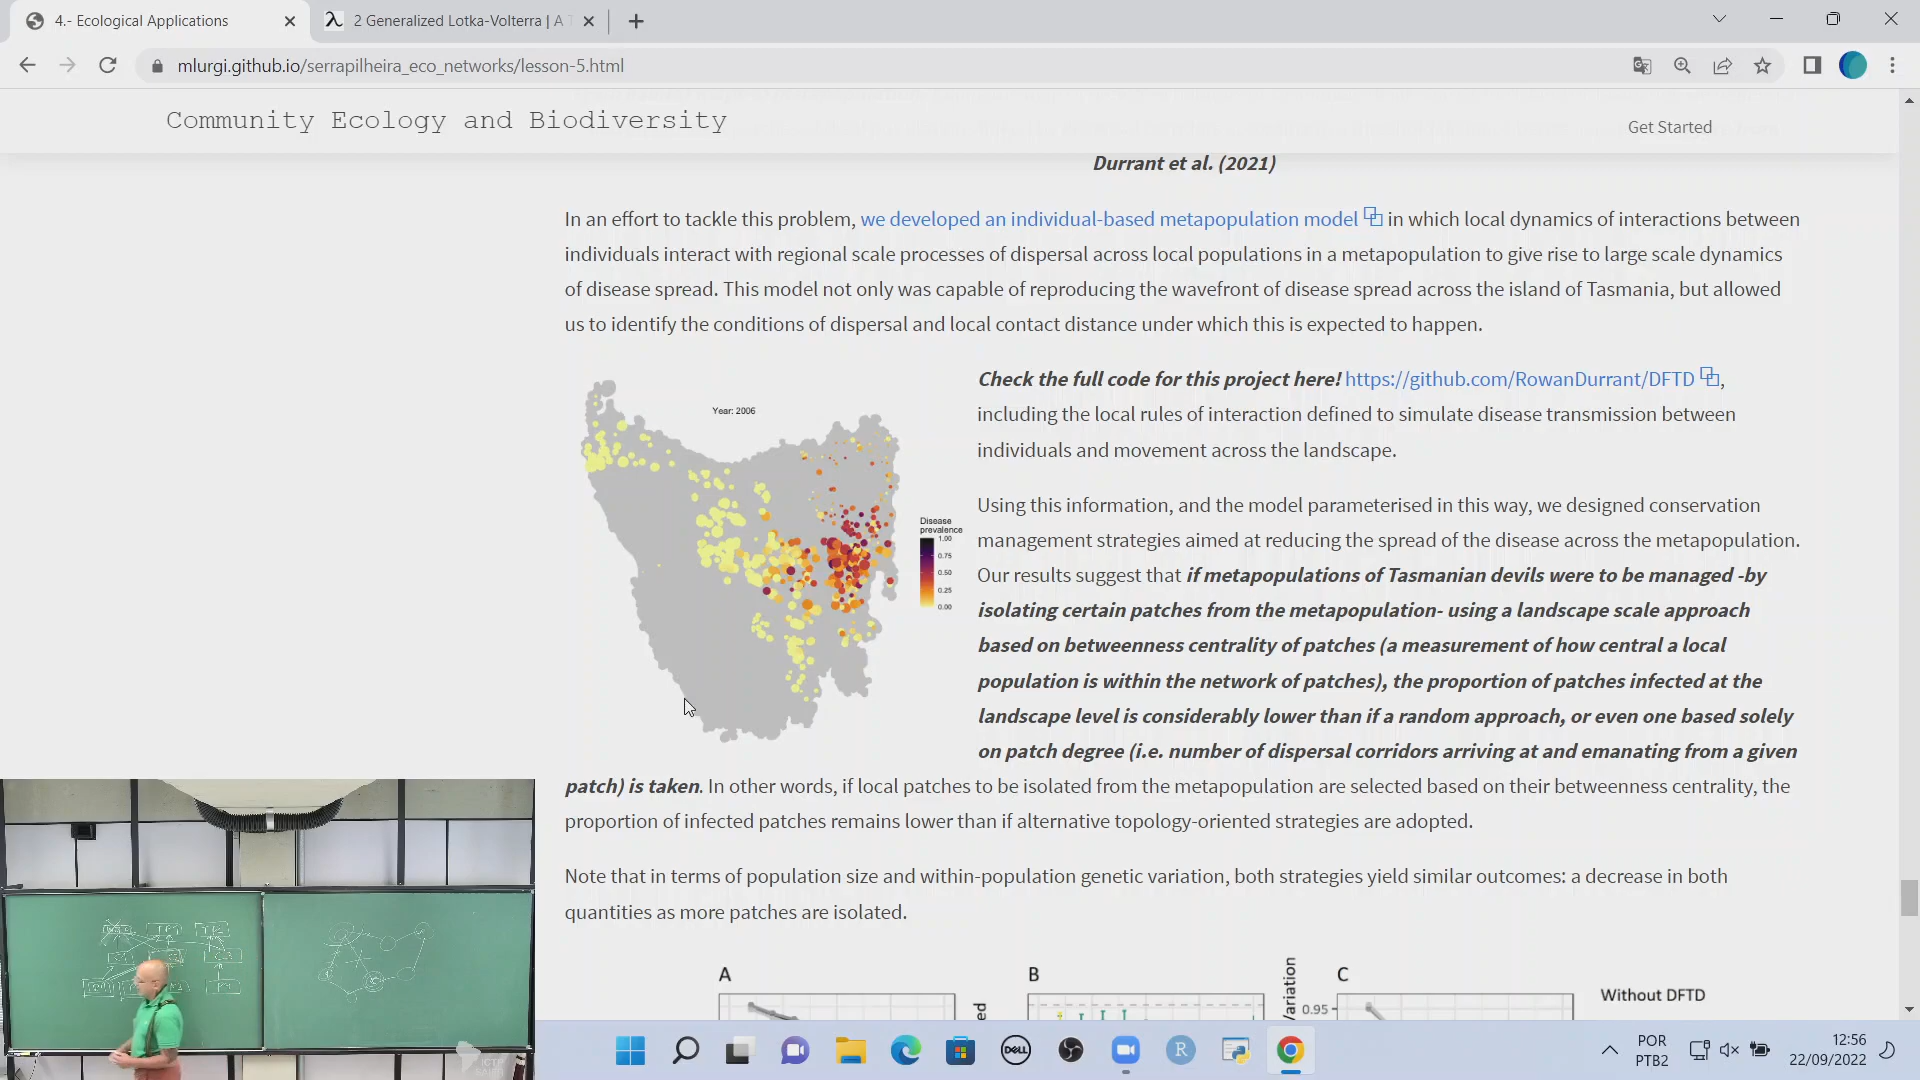 4.- Ecological Applications
2 Generalized Lotka-Volterra | A T
mlurgi.github.io/serrapilheira_eco_networks/lesson-5.html
Community Ecology and Biodiversity
Get Started
Durrant et al. (2021)
In an effort to tackle this problem, we developed an individual-based metapopulation model in which local dynamics of interactions between
individuals interact with regional scale processes of dispersal across local populations in a metapopulation to give rise to large scale dynamics
of disease spread. This model not only was capable of reproducing the wavefront of disease spread across the island of Tasmania, but allowed
us to identify the conditions of dispersal and local contact distance under which this is expected to happen.
Year: 2006
Disease
prevalence
1.00
0.75
0.50
0.25
0.00
Check the full code for this project here! https://github.com/RowanDurrant/DFTD ,
including the local rules of interaction defined to simulate disease transmission between
individuals and movement across the landscape.
Using this information, and the model parameterised in this way, we designed conservation
management strategies aimed at reducing the spread of the disease across the metapopulation.
Our results suggest that if metapopulations of Tasmanian devils were to be managed -by
isolating certain patches from the metapopulation- using a landscape scale approach
based on betweenness centrality of patches (a measurement of how central a local
population is within the network of patches), the proportion of patches infected at the
landscape level is considerably lower than if a random approach, or even one based solely
on patch degree (i.e. number of dispersal corridors arriving at and emanating from a given
patch) is taken. In other words, if local patches to be isolated from the metapopulation are selected based on their betweenness centrality, the
proportion of infected patches remains lower than if alternative topology-oriented strategies are adopted.
Note that in terms of population size and within-population genetic variation, both strategies yield similar outcomes: a decrease in both
quantities as more patches are isolated.
A
B
C
ed
ariation
0.95
Without DFTD
DELL
R
POR
PTB2
12:56
22/09/2022